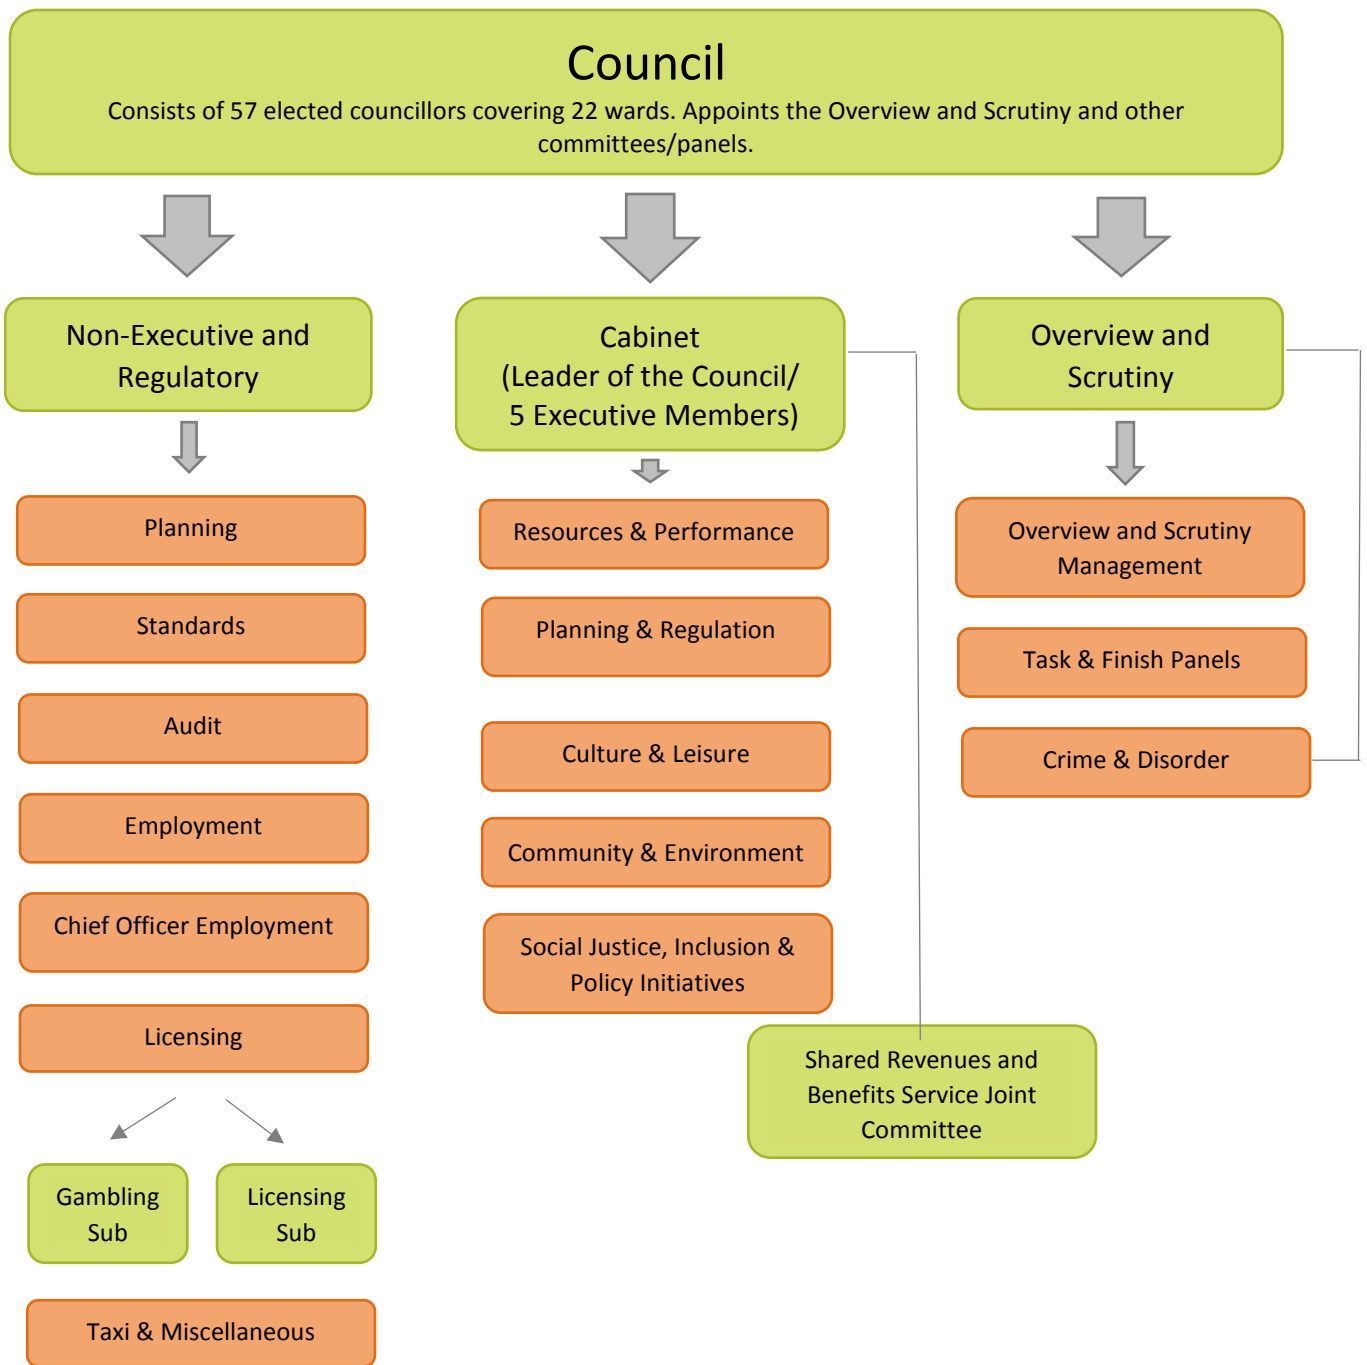 Council
Consists of 57 elected councillors covering 22 wards. Appoints the Overview and Scrutiny and other
committees/panels.
Non-Executive and
Regulatory
Planning
Standards
Audit
Employment
Chief Officer Employment
Licensing
Gambling
Sub
Licensing
Sub
Taxi & Miscellaneous
Cabinet
(Leader of the Council/
5 Executive Members)
Resources & Performance
Planning & Regulation
Culture & Leisure
Community & Environment
Social Justice, Inclusion &
Policy Initiatives
Shared Revenues and
Benefits Service Joint
Committee
Overview and
Scrutiny
Overview and Scrutiny
Management
Task & Finish Panels
Crime & Disorder